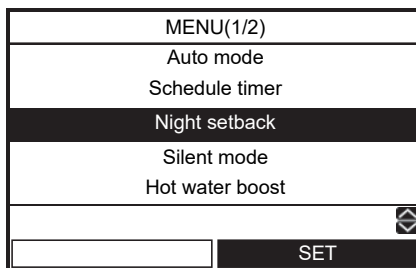 MENU(1/2)
Auto mode
Schedule timer
Night setback
Silent mode
Hot water boost
SET